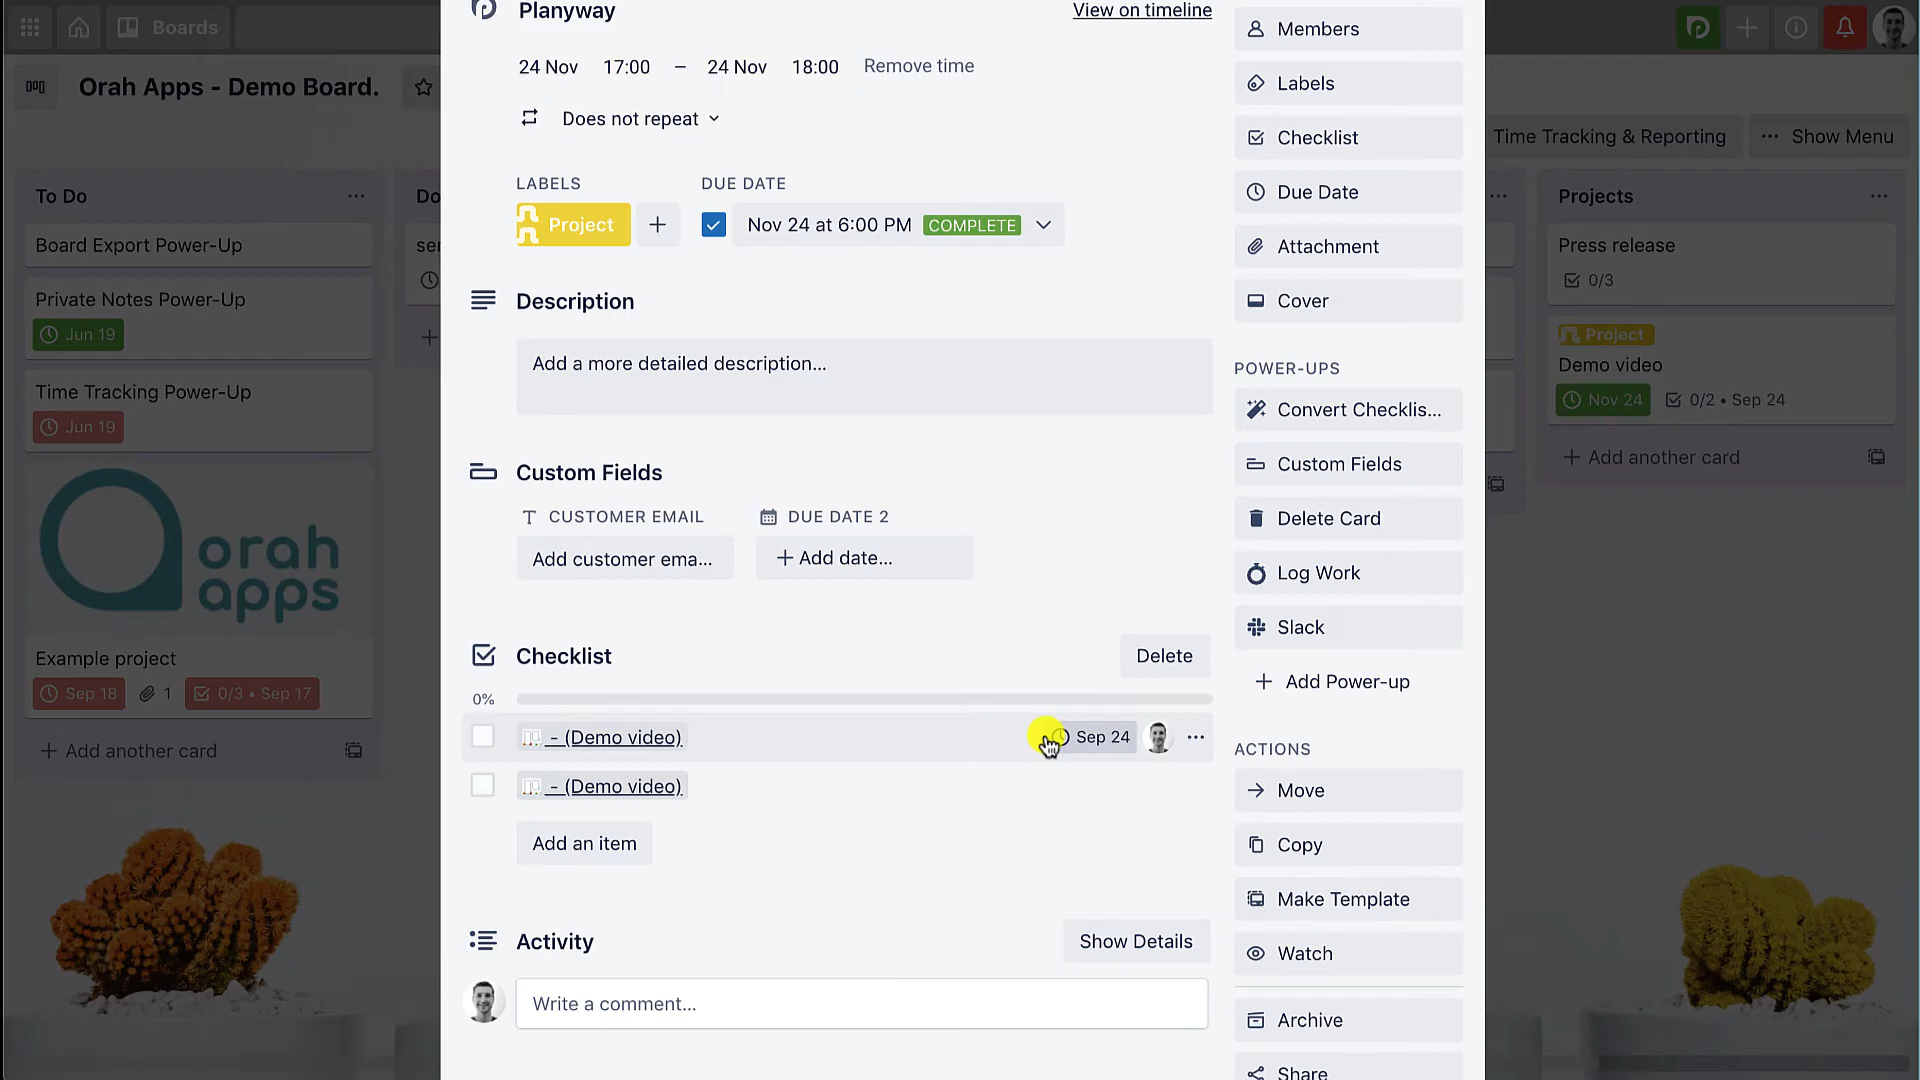 Boards
Orah Apps - Demo Board.
Time Tracking & Reporting
Show Menu
To Do
Board Export Power-Up
Private Notes Power-Up
Jun 19
Time Tracking Power-Up
Jun 19
orah
apps
Example project
Sep 18
1
0/3 • Sep 17
Add another card
Do
ser
Planyway
View on timeline
24 Nov 17:00 – 24 Nov 18:00 Remove time
Does not repeat
LABELS
DUE DATE
Project
Nov 24 at 6:00 PM COMPLETE
Description
Add a more detailed description...
Custom Fields
CUSTOMER EMAIL
DUE DATE 2
Add customer ema...
Add date...
Checklist
Delete
0%
- (Demo video)
Sep 24
- (Demo video)
Add an item
Activity
Show Details
Write a comment...
Members
Labels
Checklist
Due Date
Attachment
Cover
POWER-UPS
Convert Checklis...
Custom Fields
Delete Card
Log Work
Slack
Add Power-up
ACTIONS
Move
Copy
Make Template
Watch
Archive
Share
Projects
Press release
0/3
Project
Demo video
Nov 24
0/2 • Sep 24
Add another card